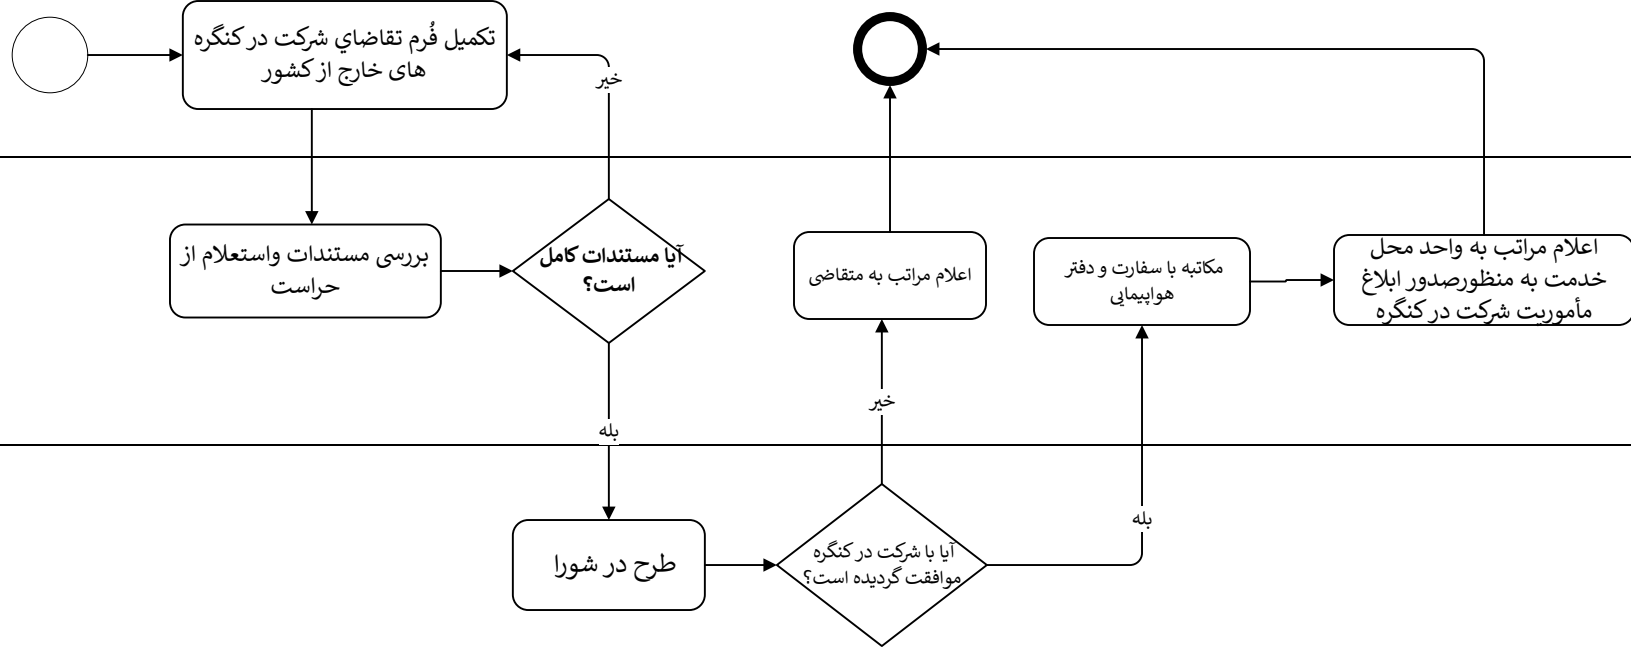 تکمیل فُرم تقاضاي شرکت در کنگره
های خارج از کشور
خیر
بررسی مستندات واستعلام از
حراست
آیا مستندات کامل
است؟
بله
طرح در شورا
آیا با شرکت در کنگره
موافقت گردیده است؟
خیر
اعلام مراتب به متقاضی
بله
مکاتبه با سفارت و دفتر
هواپیمایی
اعلام مراتب به واحد محل
خدمت به منظورصدور ابلاغ
مأموریت شرکت در کنگره